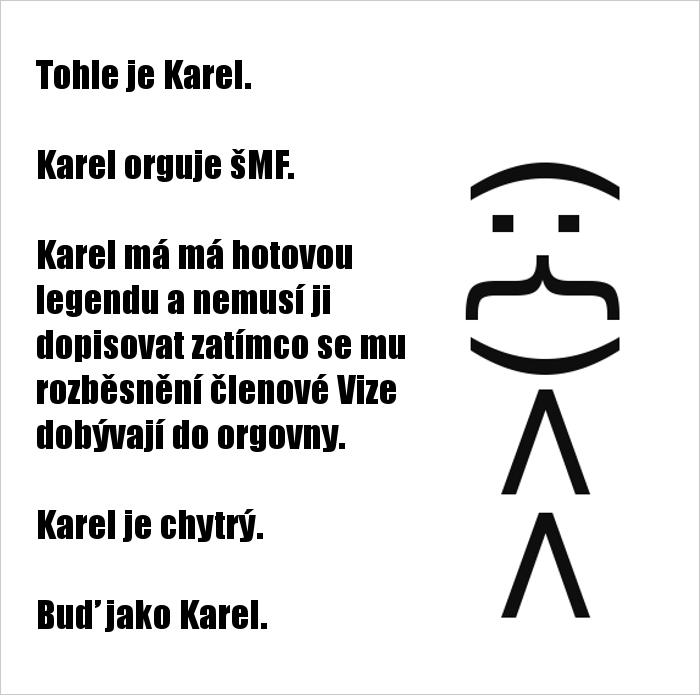 Tohle je Karel.
Karel orguje šMF.
Karel má má hotovou
legendu a nemusí ji
dopisovat zatímco se mu
rozběsnění členové Vize
dobývají do orgovny.
Karel je chytrý.
Buď jako Karel.